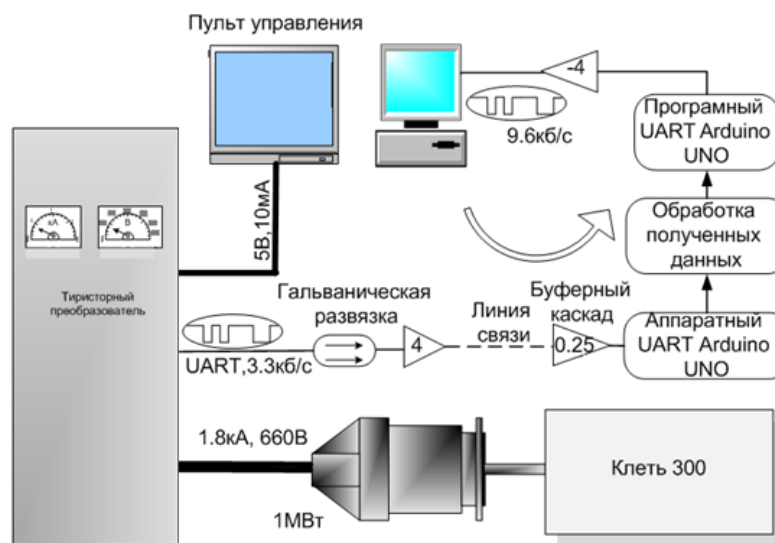 Пульт управления
-4
9.6кб/с
Програмный
UART Arduino
UNO
кА
В
5В,10мА
Обработка
полученных
данных
Тиристорный
преобразователь
Гальваническая
развязка
UART,3.3кб/с
4
Линия
связи
Буферный
каскад
0.25
Аппаратный
UART Arduino
UNO
1.8кА, 660В
1МВт
Клеть 300